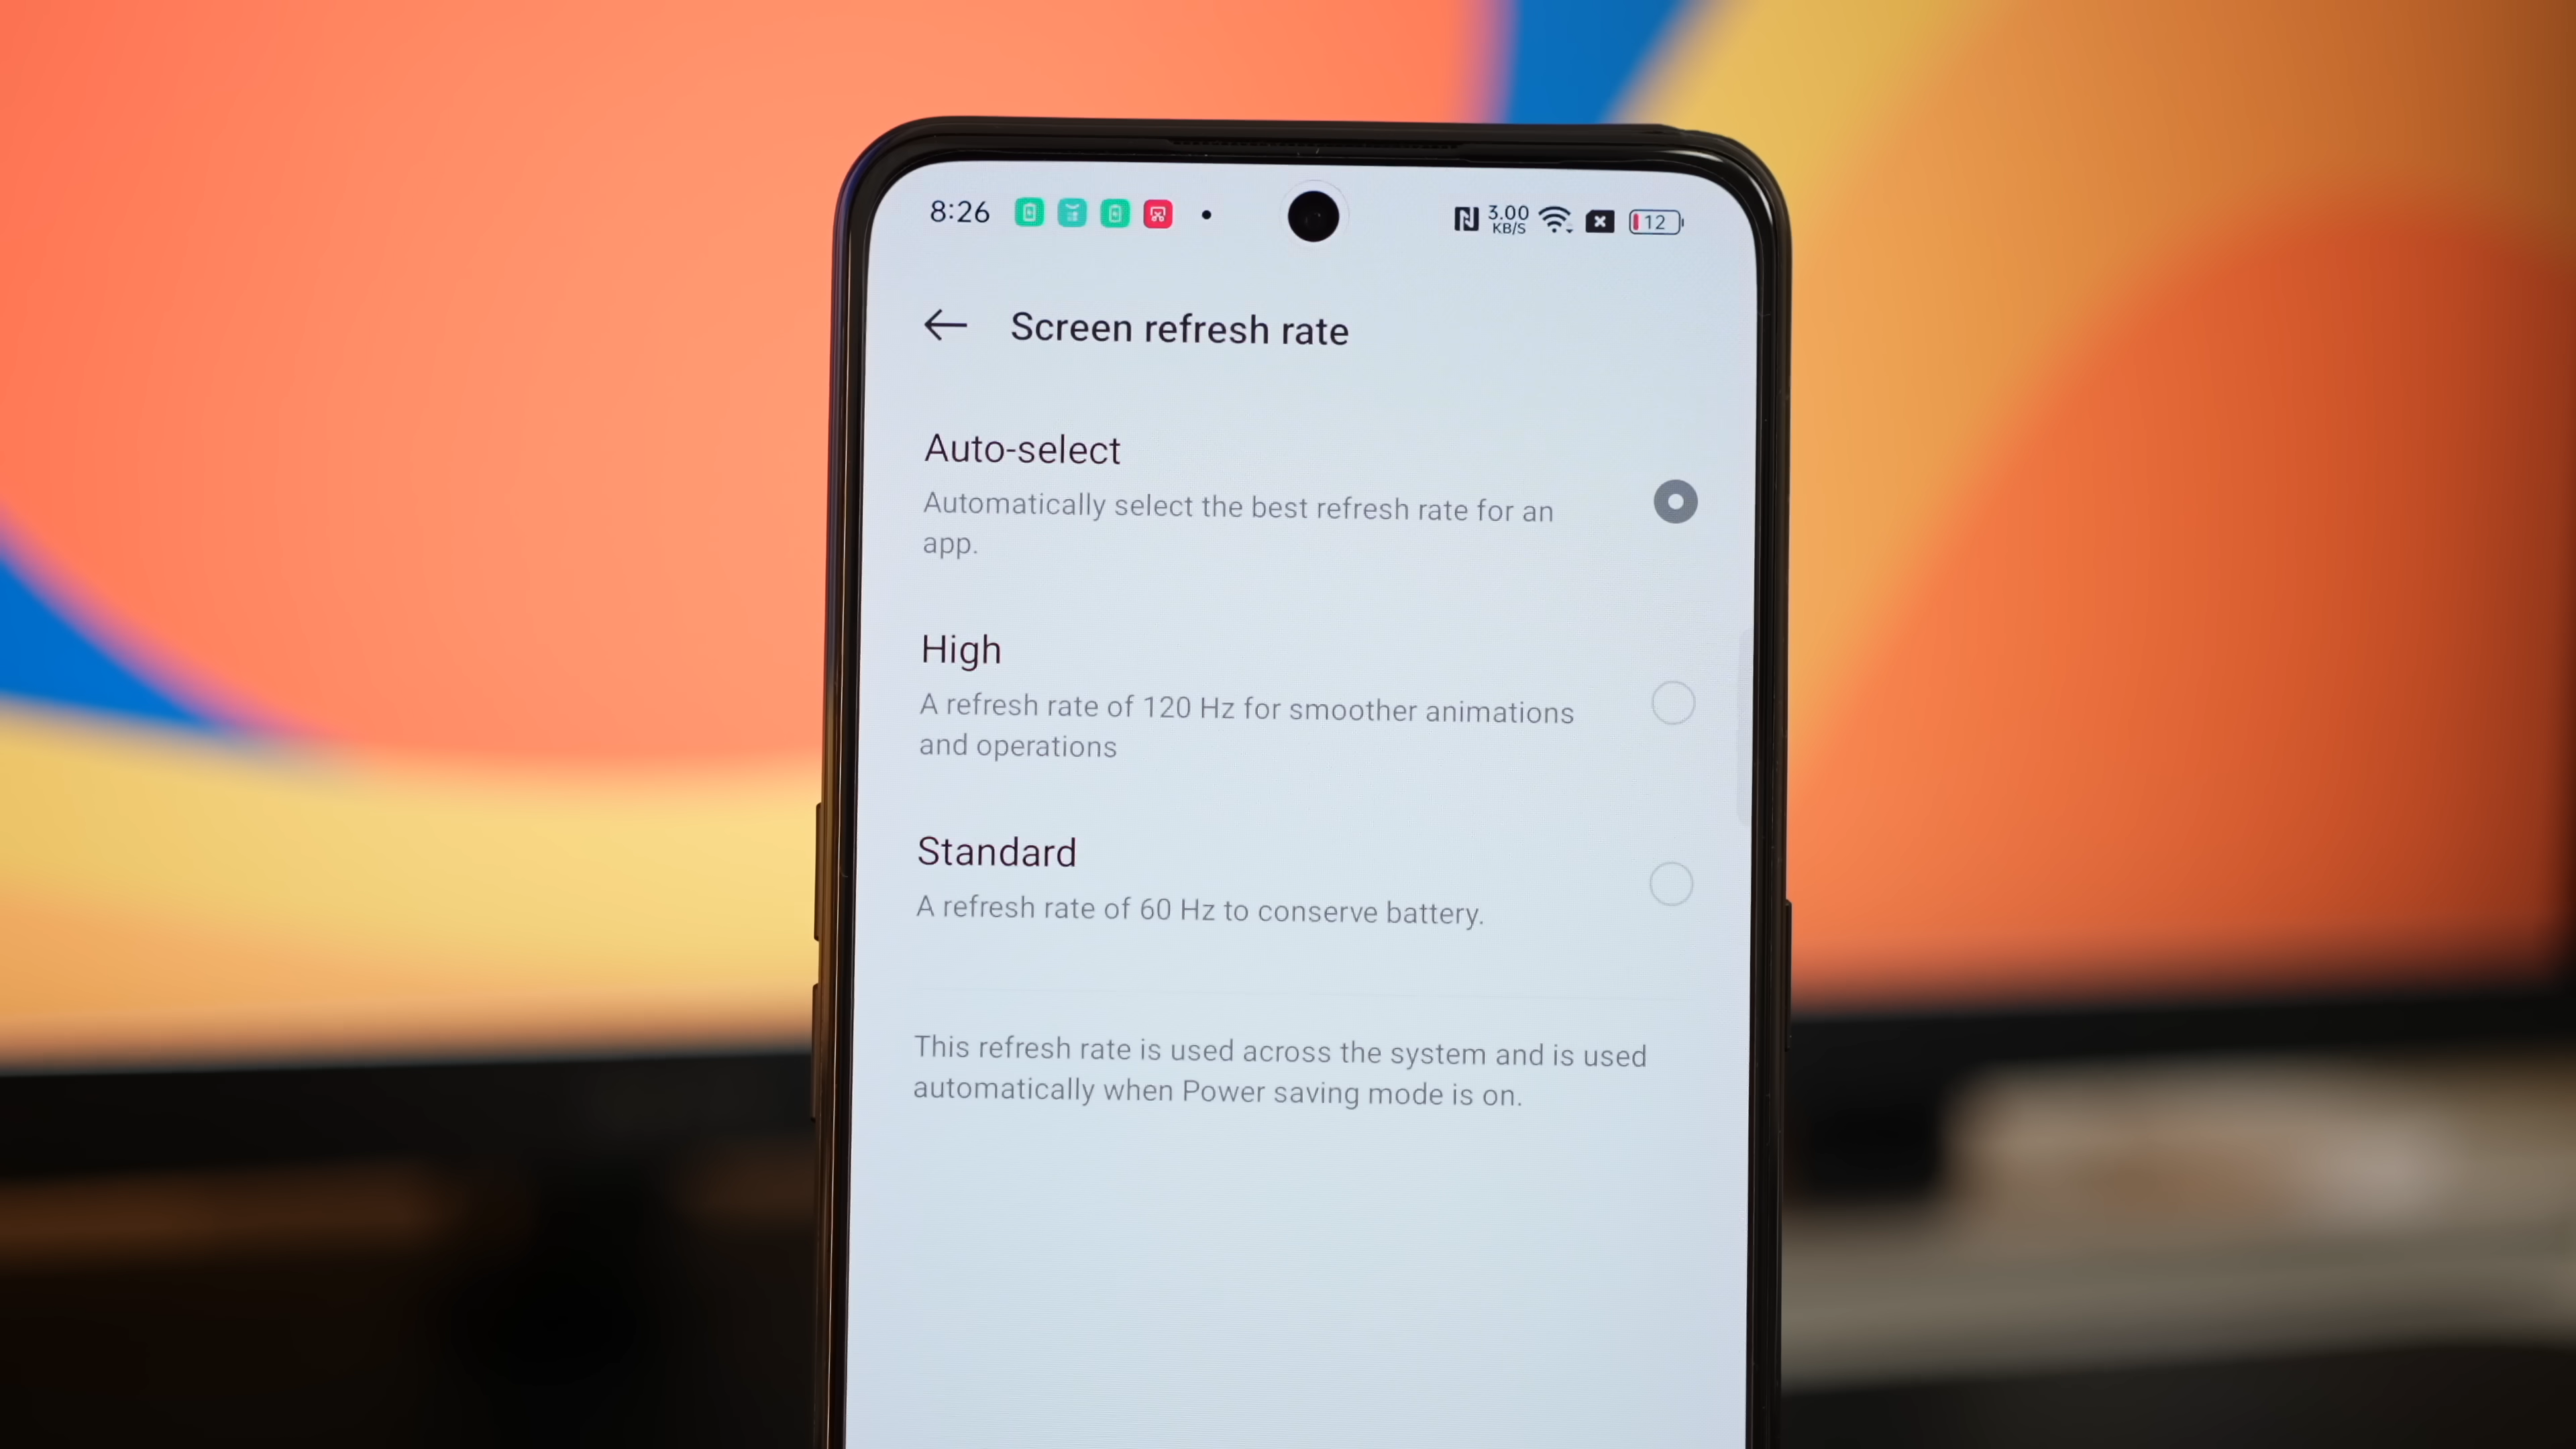 8:26
3.00
KB/S
12
Screen refresh rate
Auto-select
Automatically select the best refresh rate for an
app.
High
A refresh rate of 120 Hz for smoother animations
and operations
Standard
A refresh rate of 60 Hz to conserve battery.
This refresh rate is used across the system and is used
automatically when Power saving mode is on.